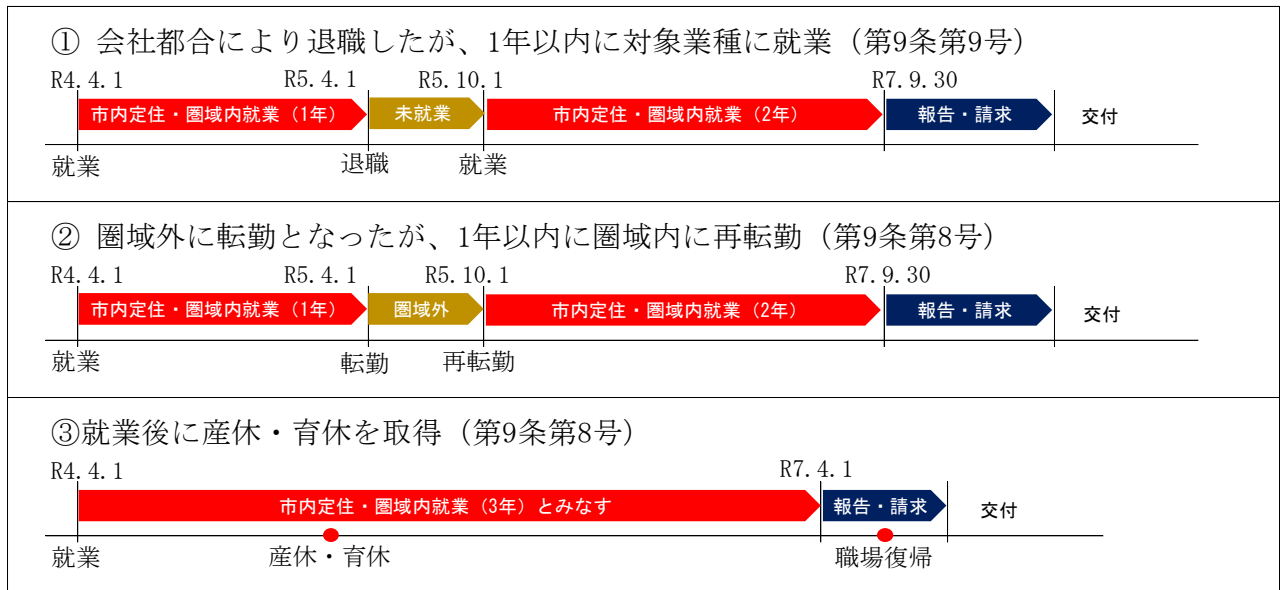 ① 会社都合により退職したが、1年以内に対象業種に就業（第9条第9号）
R4.4.1 R5.4.1 R5.10.1 R7.9.30
市内定住・圏域内就業（1年） 未就業 市内定住・圏域内就業（2年） 報告・請求 交付
就業 退職 就業
② 圏域外に転勤となったが、1年以内に圏域内に再転勤（第9条第8号）
R4.4.1 R5.4.1 R5.10.1 R7.9.30
市内定住・圏域内就業（1年） 圏域外 市内定住・圏域内就業（2年） 報告・請求 交付
就業 転勤 再転勤
③就業後に産休・育休を取得（第9条第8号）
R4.4.1 R7.4.1
市内定住・圏域内就業（3年）とみなす 報告・請求 交付
就業 産休・育休 職場復帰